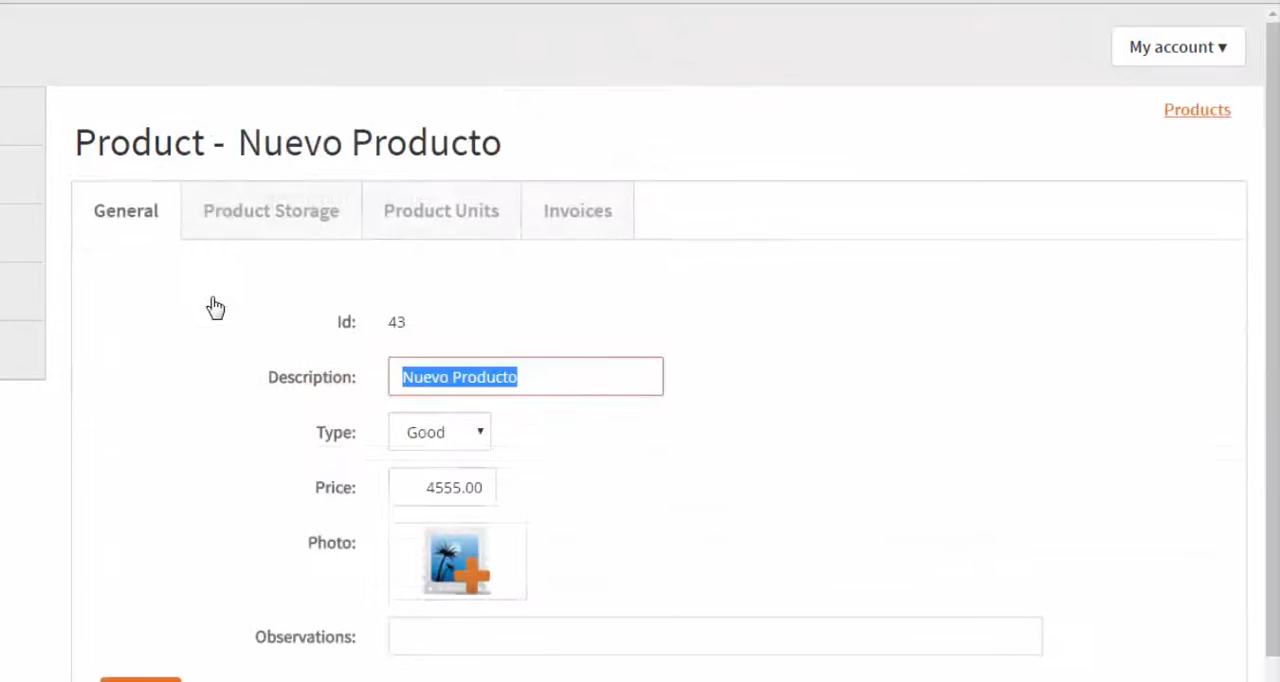 My account ▾
Products
Product - Nuevo Producto
General Product Storage Product Units Invoices
Id: 43
Description: Nuevo Producto
Type: Good
Price: 4555.00
Photo:
Observations: